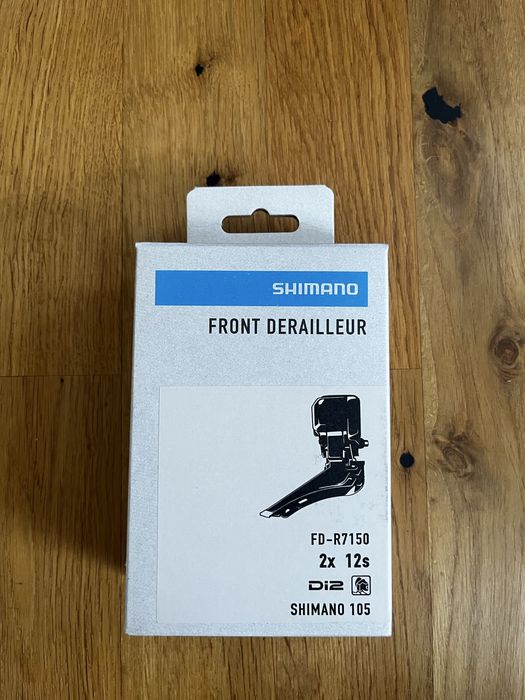 SHIMANO
FRONT DERAILLEUR
FD-R7150
2x 12s
Di2
SHIMANO 105